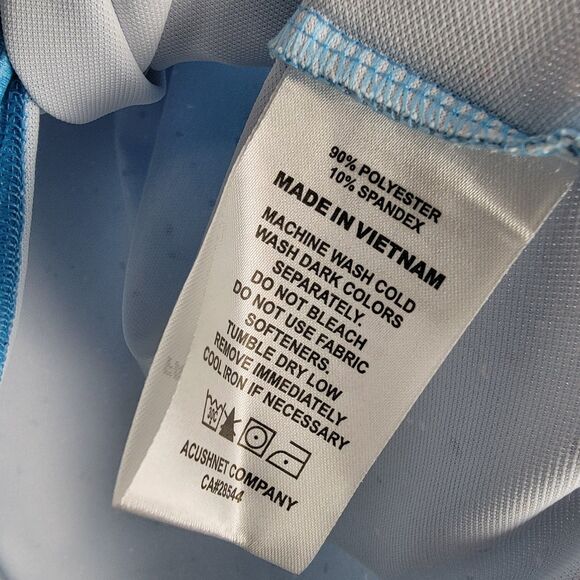 90% POLYESTER
10% SPANDEX
MADE IN VIETNAM
MACHINE WASH COLD
WASH DARK COLORS
SEPARATELY.
DO NOT BLEACH
DO NOT USE FABRIC
SOFTENERS.
TUMBLE DRY LOW
REMOVE IMMEDIATELY
COOL IRON IF NECESSARY
ACUSHNET COMPANY
CA#28544